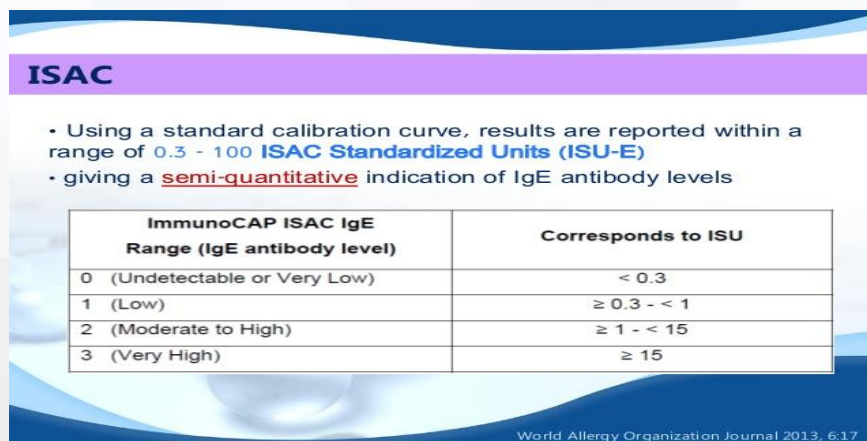 ISAC
• Using a standard calibration curve, results are reported within a
range of 0.3 - 100 ISAC Standardized Units (ISU-E)
• giving a semi-quantitative indication of IgE antibody levels
ImmunoCAP ISAC IgE
Range (IgE antibody level)
Corresponds to ISU
0 (Undetectable or Very Low) < 0.3
1 (Low) ≥ 0.3 - < 1
2 (Moderate to High) ≥ 1 - < 15
3 (Very High) ≥ 15
World Allergy Organization Journal 2013, 6:17